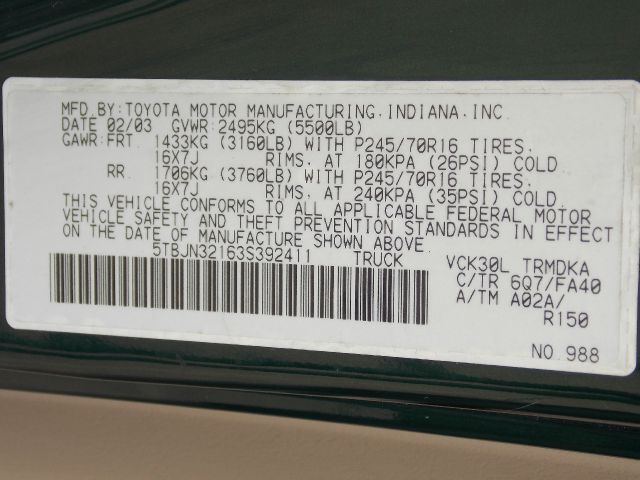 MFD. BY: TOYOTA MOTOR MANUFACTURING. INDIANA. INC.
DATE 02/03 GVWR: 2495KG (5500LB)
GAWR: FRT. 1433KG (3160LB) WITH P245/70R16 TIRES.
16X7J RIMS. AT 180KPA (26PSI) COLD
RR. 1706KG (3760LB) WITH P245/70R16 TIRES.
16X7J RIMS. AT 240KPA (35PSI) COLD
THIS VEHICLE CONFORMS TO ALL APPLICABLE FEDERAL MOTOR
VEHICLE SAFETY AND THEFT PREVENTION STANDARDS IN EFFECT
ON THE DATE OF MANUFACTURE SHOWN ABOVE.
5TBJN32163S392411 TRUCK VCK30L TRMDKA
C/TR 6Q7/FA40
A/TM A02A/
R150
NO. 988